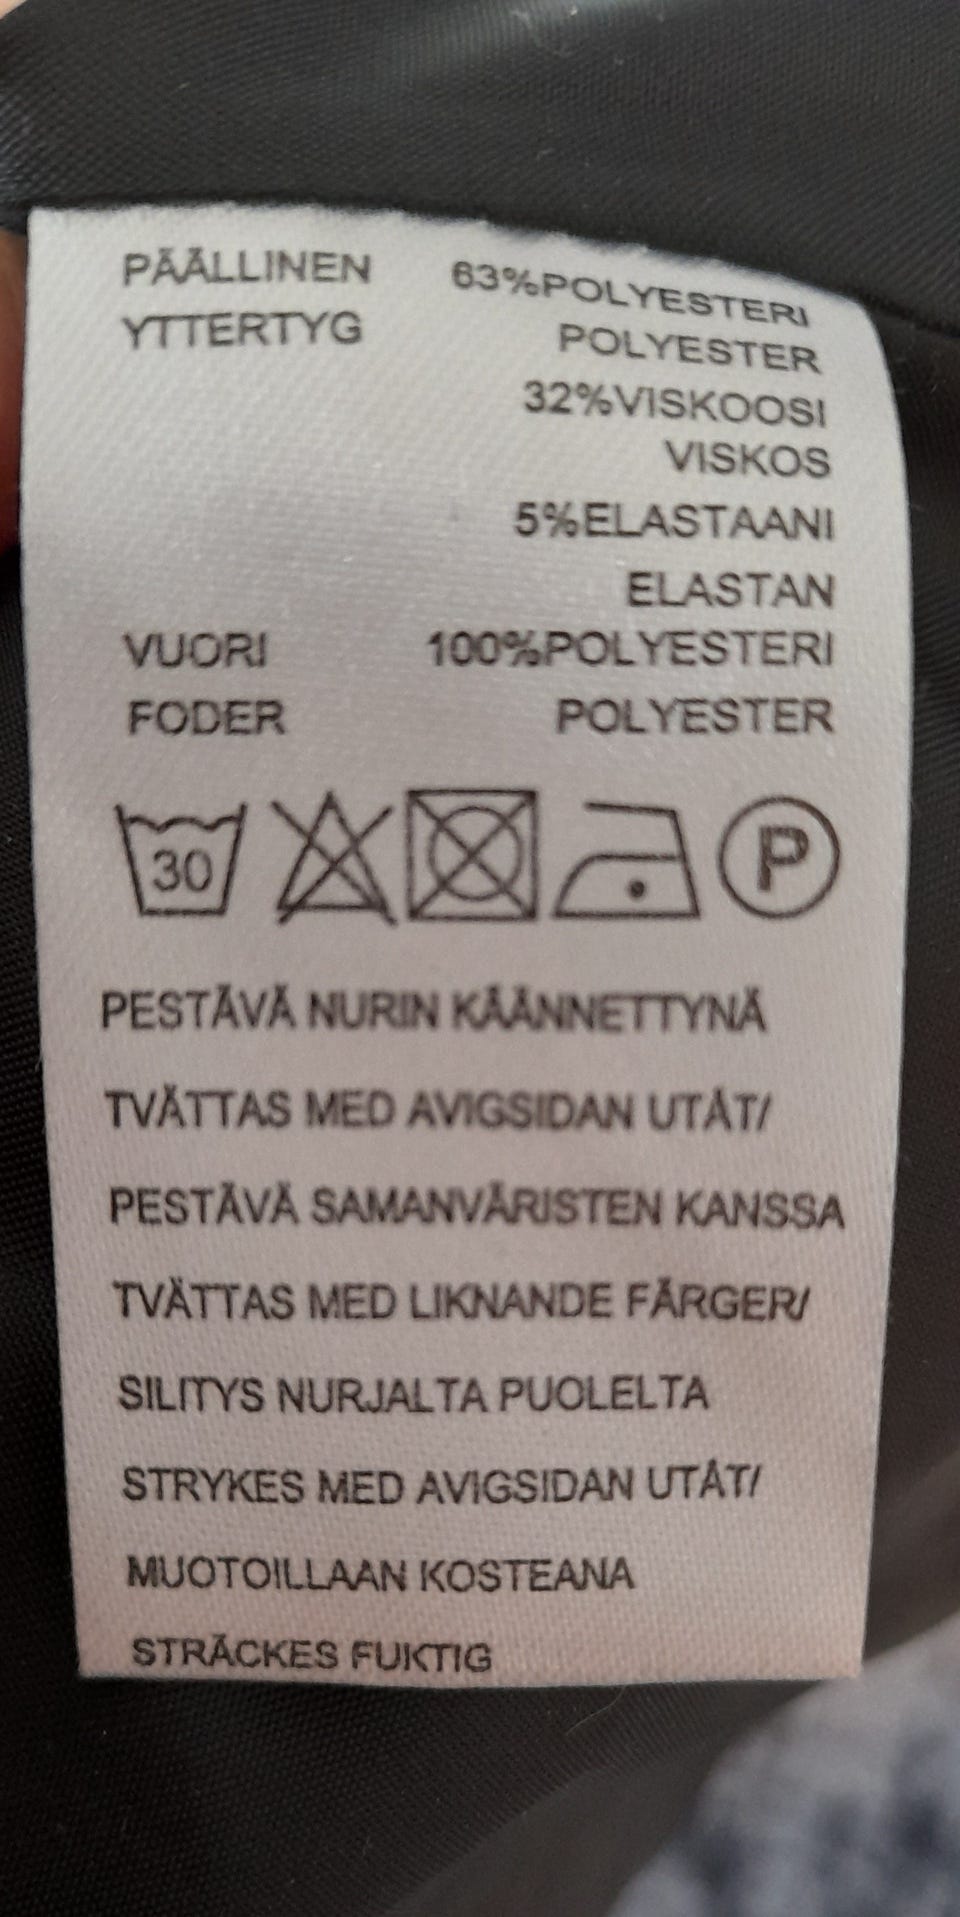 PÄÄLLINEN 63%POLYESTERI
YTTERTYG POLYESTER
32%VISKOOSI
VISKOS
5%ELASTAANI
ELASTAN
VUORI 100%POLYESTERI
FODER POLYESTER
30 P
PESTÄVÄ NURIN KÄÄNNETTYNÄ
TVÄTTAS MED AVIGSIDAN UTÅT/
PESTÄVÄ SAMANVÄRISTEN KANSSA
TVÄTTAS MED LIKNANDE FÄRGER/
SILITYS NURJALTA PUOLELTA
STRYKES MED AVIGSIDAN UTÅT/
MUOTOILLAAN KOSTEANA
STRÄCKES FUKTIG